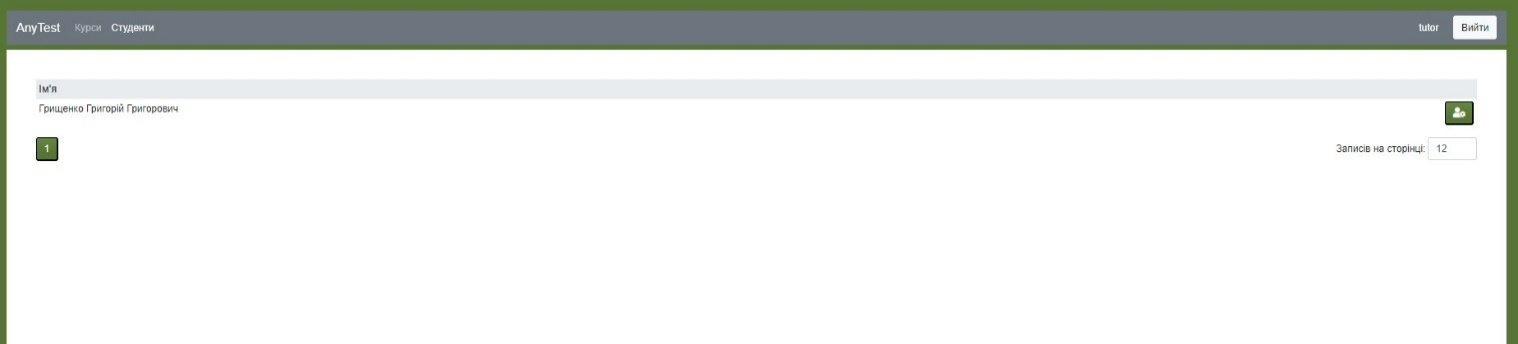 AnyTest Курси Студенти tutor Вийти
Ім'я
Грищенко Григорій Григорович
1 Записів на сторінці: 12